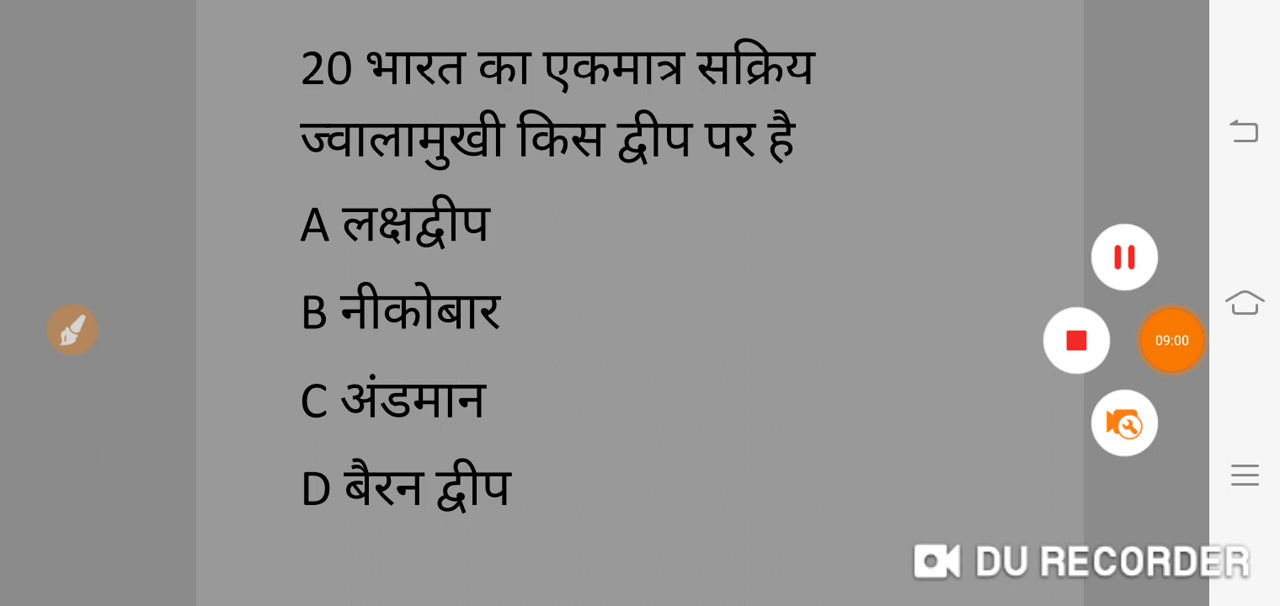 20 भारत का एकमात्र सक्रिय
ज्वालामुखी किस द्वीप पर है
A लक्षद्वीप
B नीकोबार
C अंडमान
D बैरन द्वीप
09:00
DU RECORDER